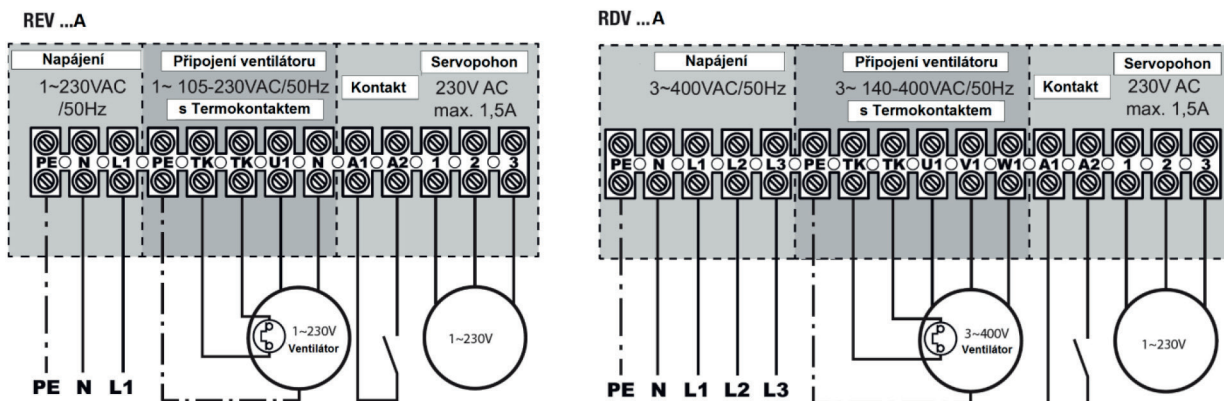 REV ...A
Napájení
1~230VAC
/50Hz
Připojení ventilátoru
1~ 105-230VAC/50Hz
s Termokontaktem
Kontakt
Servopohon
230V AC
max. 1,5A
PE N L1 PE TK TK U1 N A1 A2 1 2 3
1~230V
Ventilátor
1~230V
PE N L1
RDV ...A
Napájení
3~400VAC/50Hz
Připojení ventilátoru
3~ 140-400VAC/50Hz
s Termokontaktem
Kontakt
Servopohon
230V AC
max. 1,5A
PE N L1 L2 L3 PE TK TK U1 V1 W1 A1 A2 1 2 3
3~400V
Ventilátor
1~230V
PE N L1 L2 L3